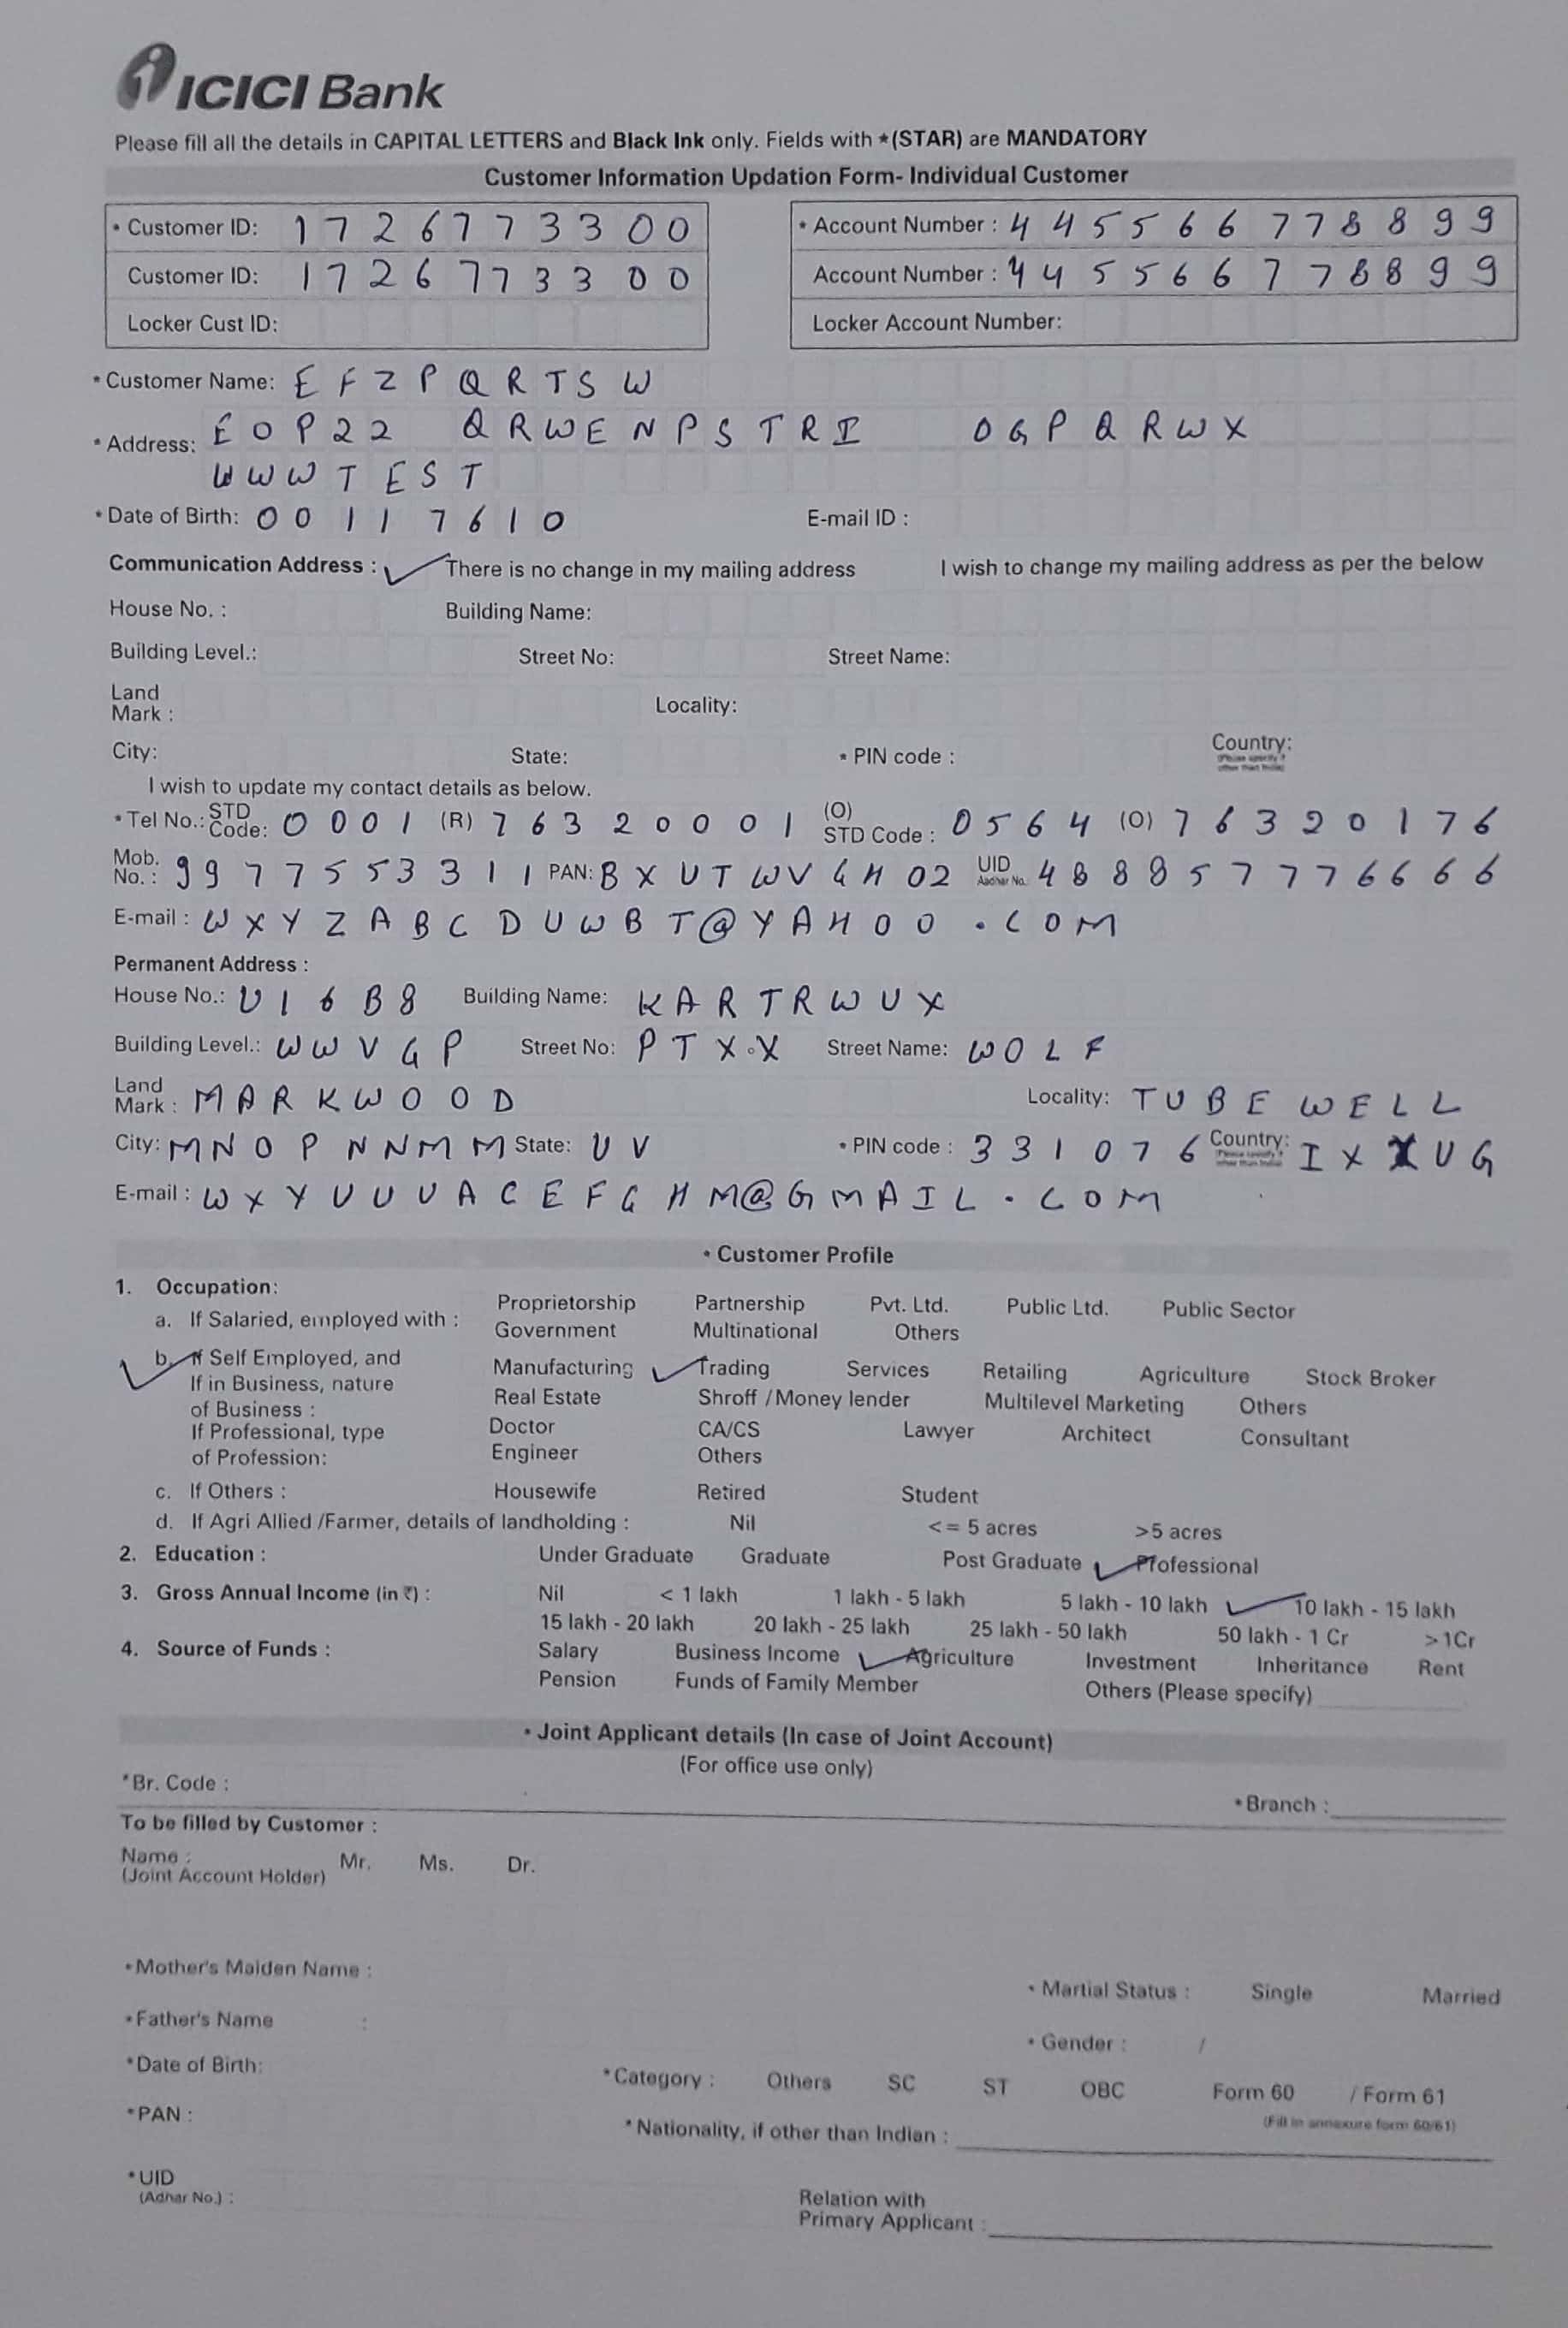 ICICI Bank
Please fill all the details in CAPITAL LETTERS and Black Ink only. Fields with *(STAR) are MANDATORY
Customer Information Updation Form- Individual Customer
* Customer ID: 1726773300 * Account Number : 445566778899
Customer ID: 1726773300 Account Number : 445566778899
Locker Cust ID: Locker Account Number:
* Customer Name: EFZPQRTSW
* Address: EOP22 QRWENPSTRI OGPQRWX
WWWTEST
* Date of Birth: 00117610 E-mail ID :
Communication Address : ✓ There is no change in my mailing address I wish to change my mailing address as per the below
House No. : Building Name:
Building Level.: Street No: Street Name:
Land Mark : Locality:
City: State: * PIN code : Country: (Please specify if other than India)
I wish to update my contact details as below.
* Tel No.: STD Code: 0001 (R) 76320001 (O) STD Code : 0564 (O) 76320176
Mob. No. : 9977553311 PAN: BXUTWVGH02 UID Aadhar No. 488857776666
E-mail : WXYZABCDUWBT@YAHOO.COM
Permanent Address :
House No.: U16B8 Building Name: KARTRWUX
Building Level.: WWVGP Street No: PTX.X Street Name: WOLF
Land Mark : MARKWOOD Locality: TUBEWELL
City: MNOPNNMM State: UV * PIN code : 331076 Country: (Please specify if other than India) IXXUG
E-mail : WXYUUUACEFGHM@GMAIL.COM
* Customer Profile
1. Occupation:
a. If Salaried, employed with : Proprietorship Partnership Pvt. Ltd. Public Ltd. Public Sector
Government Multinational Others
✓ b. If Self Employed, and Manufacturing ✓ Trading Services Retailing Agriculture Stock Broker
If in Business, nature Real Estate Shroff /Money lender Multilevel Marketing Others
of Business :
If Professional, type Doctor CA/CS Lawyer Architect Consultant
of Profession: Engineer Others
c. If Others : Housewife Retired Student
d. If Agri Allied /Farmer, details of landholding : Nil <= 5 acres >5 acres
2. Education : Under Graduate Graduate Post Graduate ✓ Professional
3. Gross Annual Income (in ₹) : Nil < 1 lakh 1 lakh - 5 lakh 5 lakh - 10 lakh ✓ 10 lakh - 15 lakh
15 lakh - 20 lakh 20 lakh - 25 lakh 25 lakh - 50 lakh 50 lakh - 1 Cr >1Cr
4. Source of Funds : Salary Business Income ✓ Agriculture Investment Inheritance Rent
Pension Funds of Family Member Others (Please specify)
* Joint Applicant details (In case of Joint Account)
(For office use only)
*Br. Code : * Branch :
To be filled by Customer :
Name : Mr. Ms. Dr.
(Joint Account Holder)
* Mother's Maiden Name : * Martial Status : Single Married
* Father's Name : * Gender : /
*Date of Birth: *Category : Others SC ST OBC Form 60 / Form 61
*PAN : *Nationality, if other than Indian : (Fill in annexure form 60/61)
*UID
(Adhar No.) : Relation with
Primary Applicant :